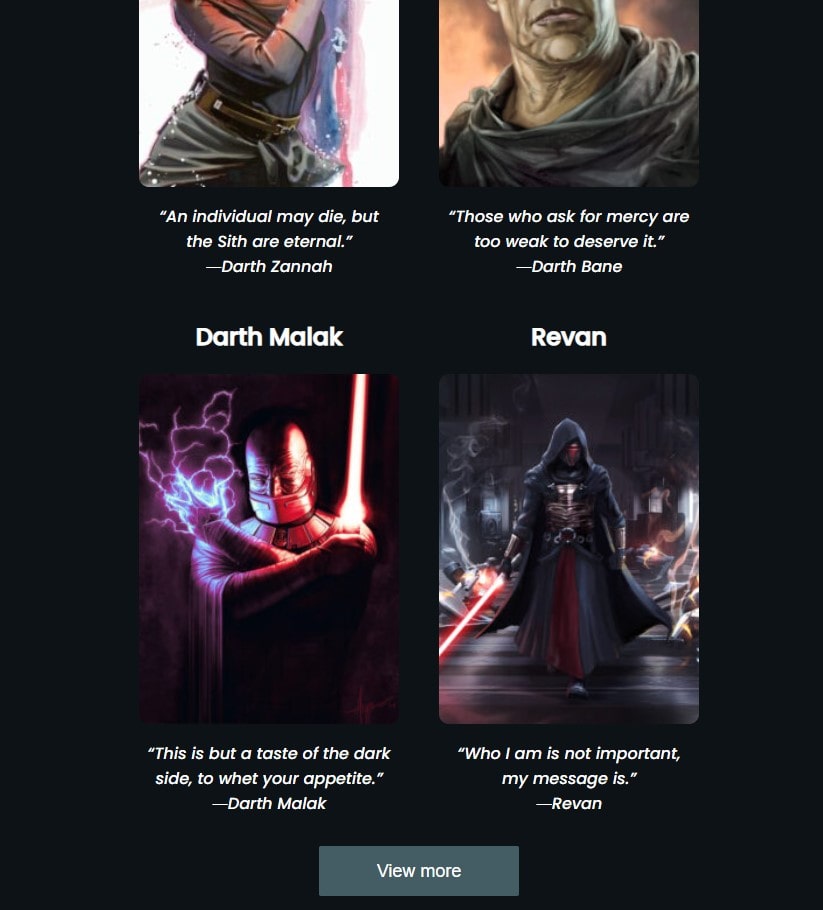 “An individual may die, but
the Sith are eternal.”
—Darth Zannah
“Those who ask for mercy are
too weak to deserve it.”
—Darth Bane
Darth Malak
Revan
“This is but a taste of the dark
side, to whet your appetite.”
—Darth Malak
“Who I am is not important,
my message is.”
—Revan
View more